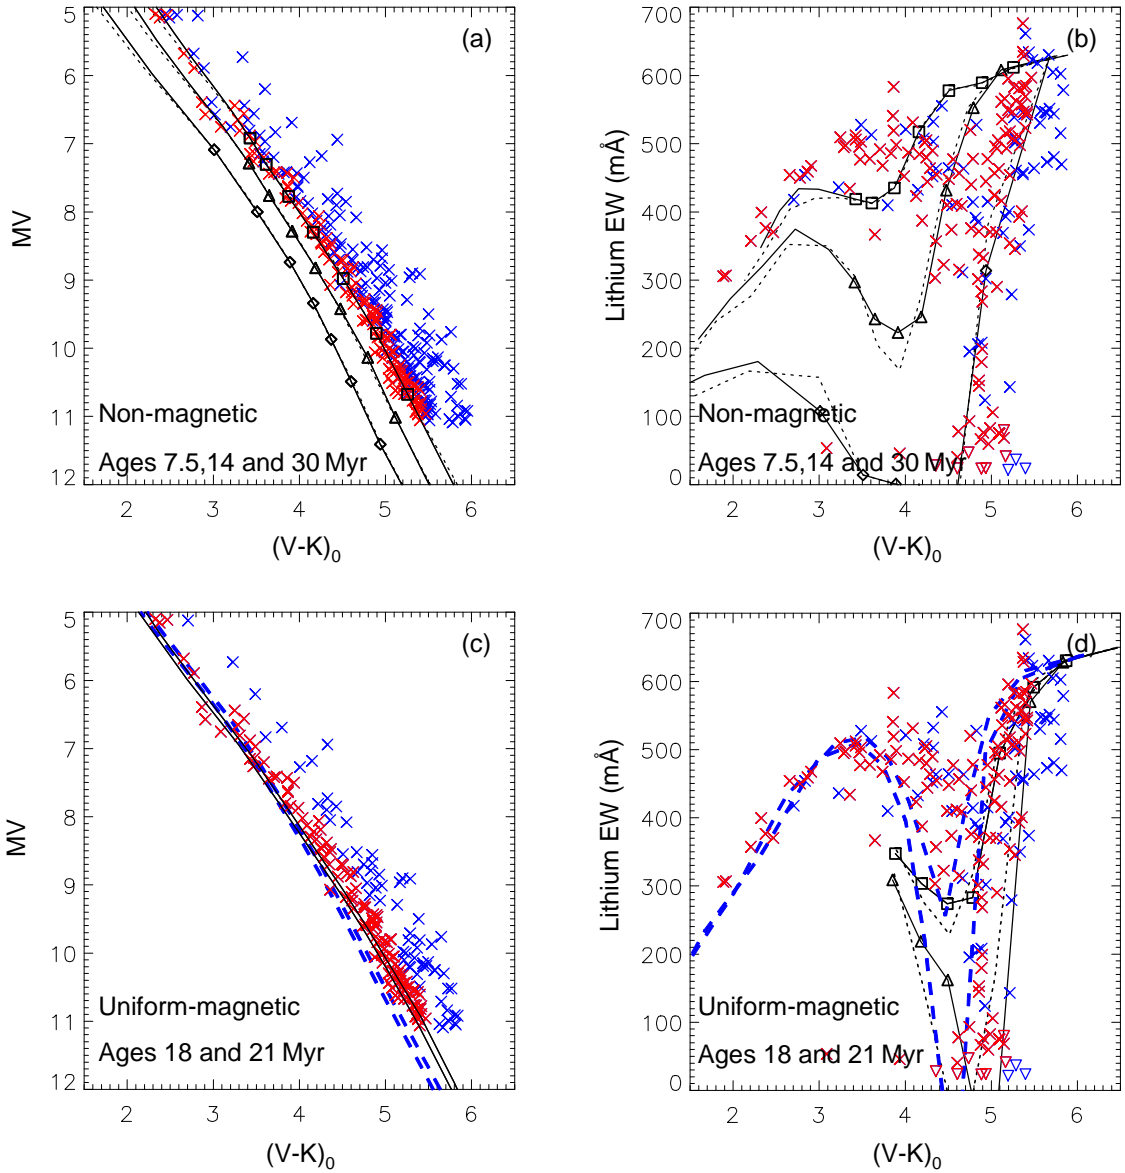 5
6
7
8
9
10
11
12
MV
(a)
Non-magnetic
Ages 7.5,14 and 30 Myr
2
3
4
5
6
(V-K)0
700
600
500
400
300
200
100
0
Lithium EW (mÅ)
(b)
Non-magnetic
Ages 7.5,14 and 30 Myr
2
3
4
5
6
(V-K)0
5
6
7
8
9
10
11
12
MV
(c)
Uniform-magnetic
Ages 18 and 21 Myr
2
3
4
5
6
(V-K)0
700
600
500
400
300
200
100
0
Lithium EW (mÅ)
(d)
Uniform-magnetic
Ages 18 and 21 Myr
2
3
4
5
6
(V-K)0